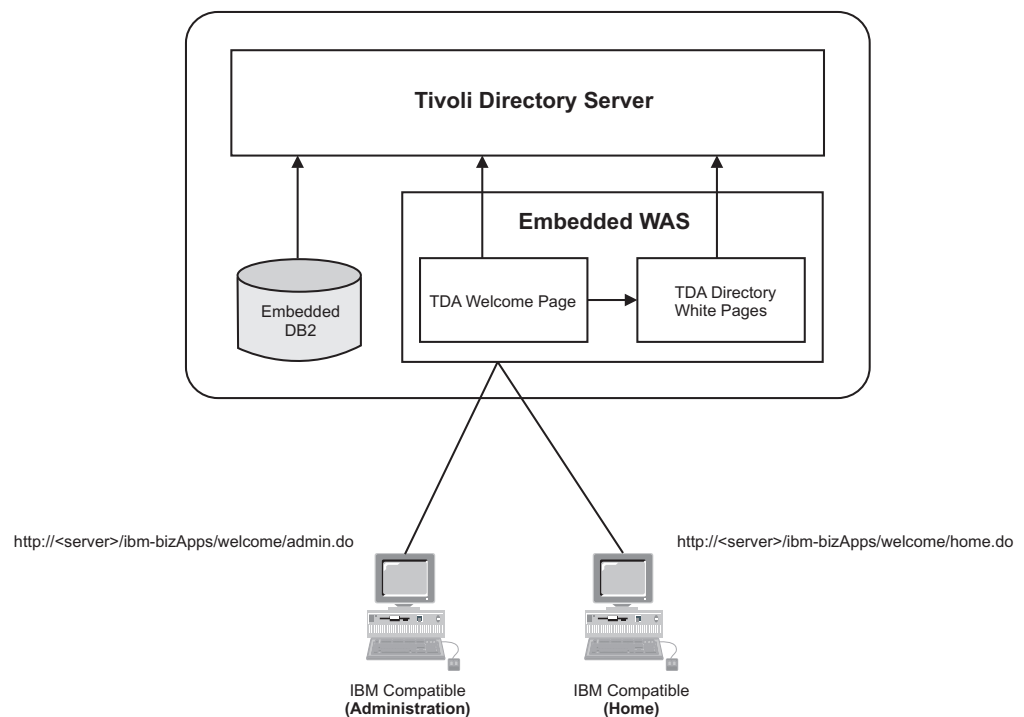 Tivoli Directory Server
Embedded WAS
Embedded
DB2
TDA Welcome Page
TDA Directory
White Pages
http://<server>/ibm-bizApps/welcome/admin.do
http://<server>/ibm-bizApps/welcome/home.do
IBM Compatible
(Administration)
IBM Compatible
(Home)